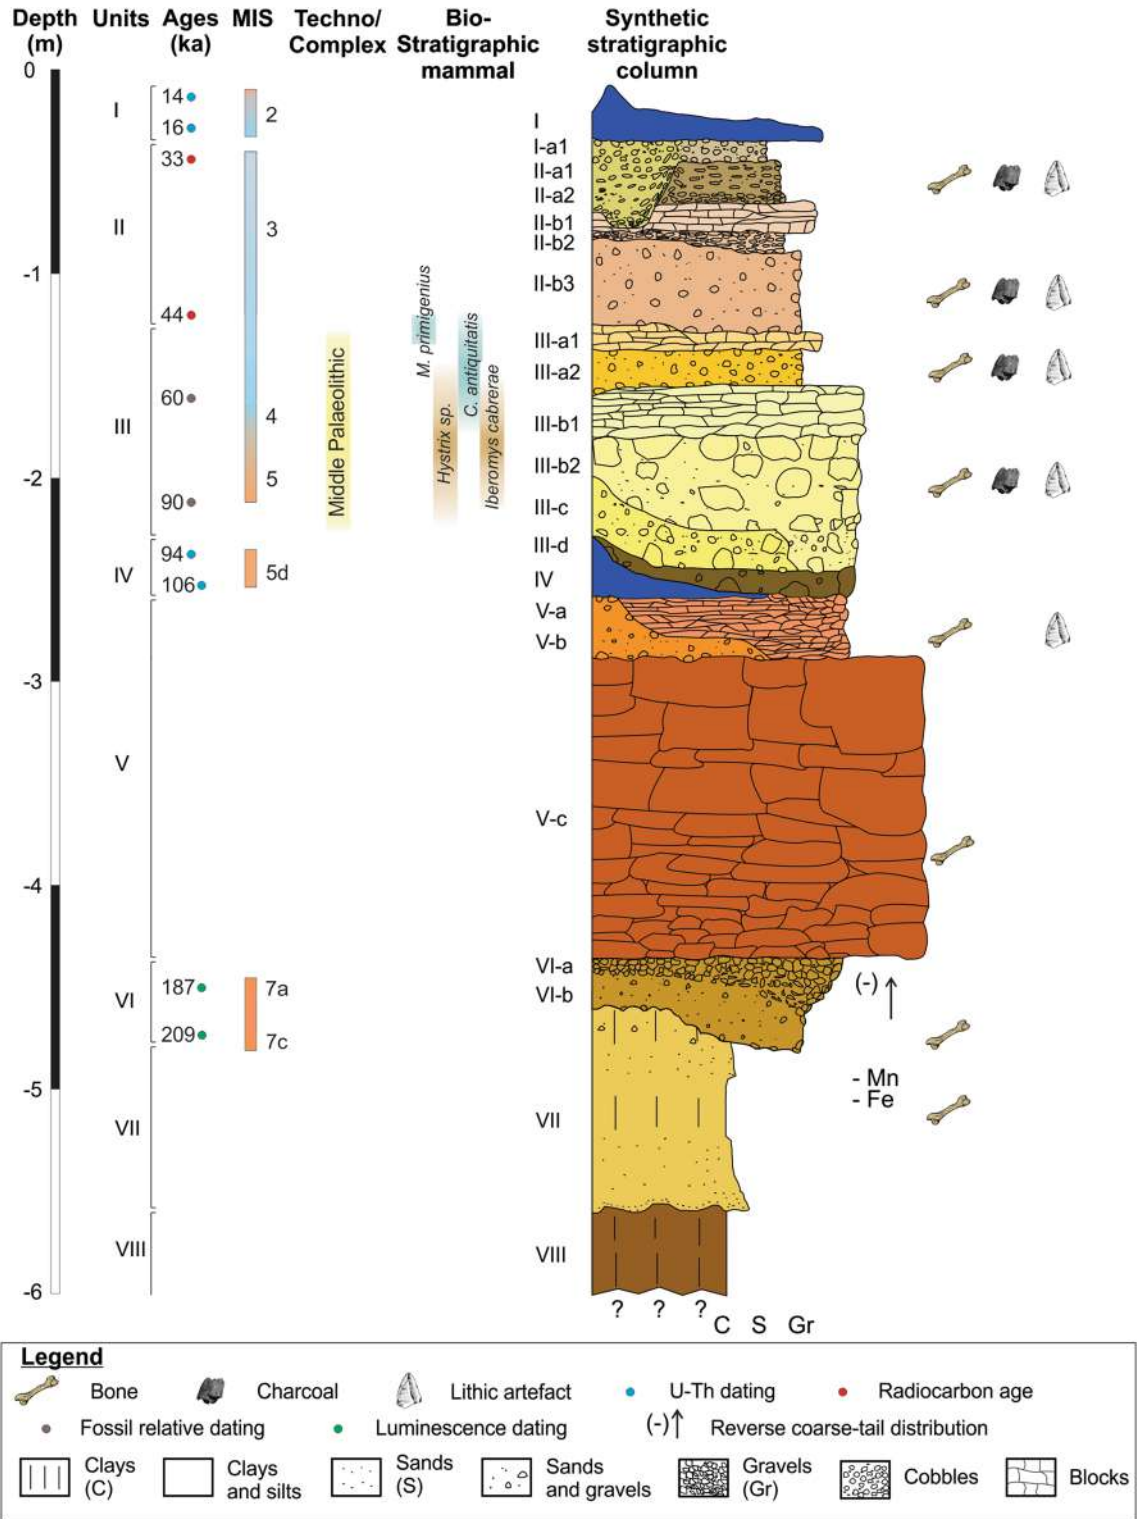 Depth
(m)
Units
Ages
(ka)
MIS
Techno/
Complex
Bio-
Stratigraphic
mammal
Synthetic
stratigraphic
column
0
-1
-2
-3
-4
-5
-6
I
II
III
IV
V
VI
VII
VIII
14
16
33
44
60
90
94
106
187
209
2
3
4
5
5d
7a
7c
Middle Palaeolithic
M. primigenius
Hystrix sp.
C. antiquitatis
Iberomys cabrerae
I
I-a1
II-a1
II-a2
II-b1
II-b2
II-b3
III-a1
III-a2
III-b1
III-b2
III-c
III-d
IV
V-a
V-b
V-c
VI-a
VI-b
VII
VIII
(-)
- Mn
- Fe
? ? ?
C S Gr
Legend
Bone Charcoal Lithic artefact U-Th dating Radiocarbon age
Fossil relative dating Luminescence dating (-) Reverse coarse-tail distribution
Clays
(C)
Clays
and silts
Sands
(S)
Sands
and gravels
Gravels
(Gr)
Cobbles
Blocks